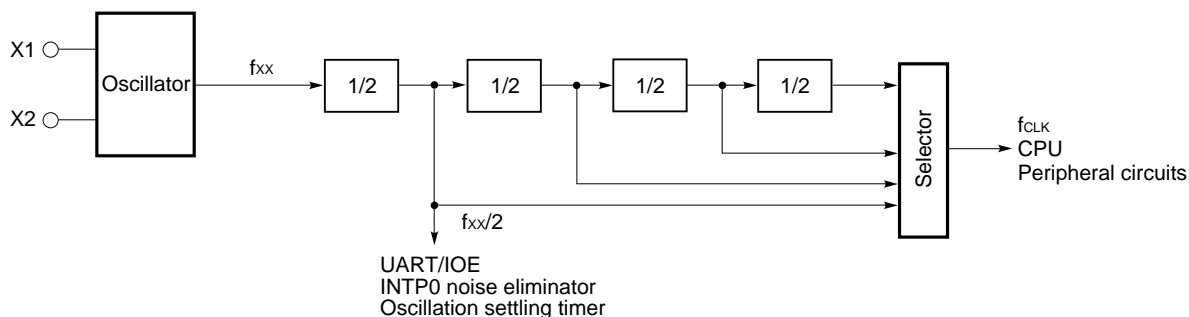 X1
X2
Oscillator
fXX
1/2
1/2
1/2
1/2
Selector
fCLK
CPU
Peripheral circuits
fXX/2
UART/IOE
INTP0 noise eliminator
Oscillation settling timer